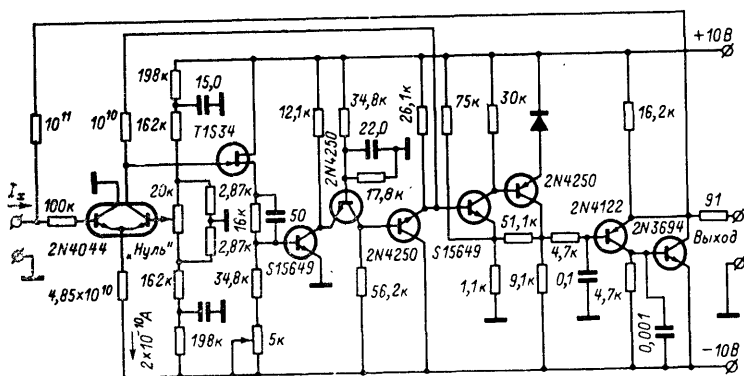 +10В
198к
15,0
10¹¹
10¹⁰
162к
T1S34
12,1к
34,8к
22,0
2N4250
17,8к
26,1к
75к
30к
16,2к
2N4250
Iи
100к
20к
2,87к
2,87к
16к
50
51,1к
2N4122
91
2N4044
„Нуль"
S15649
2N4250
S15649
4,7к
2N3694
Выход
4,85×10¹⁰
162к
34,8к
56,2к
1,1к
9,1к
0,1
4,7к
0,001
2×10⁻¹⁰А
198к
5к
−10В